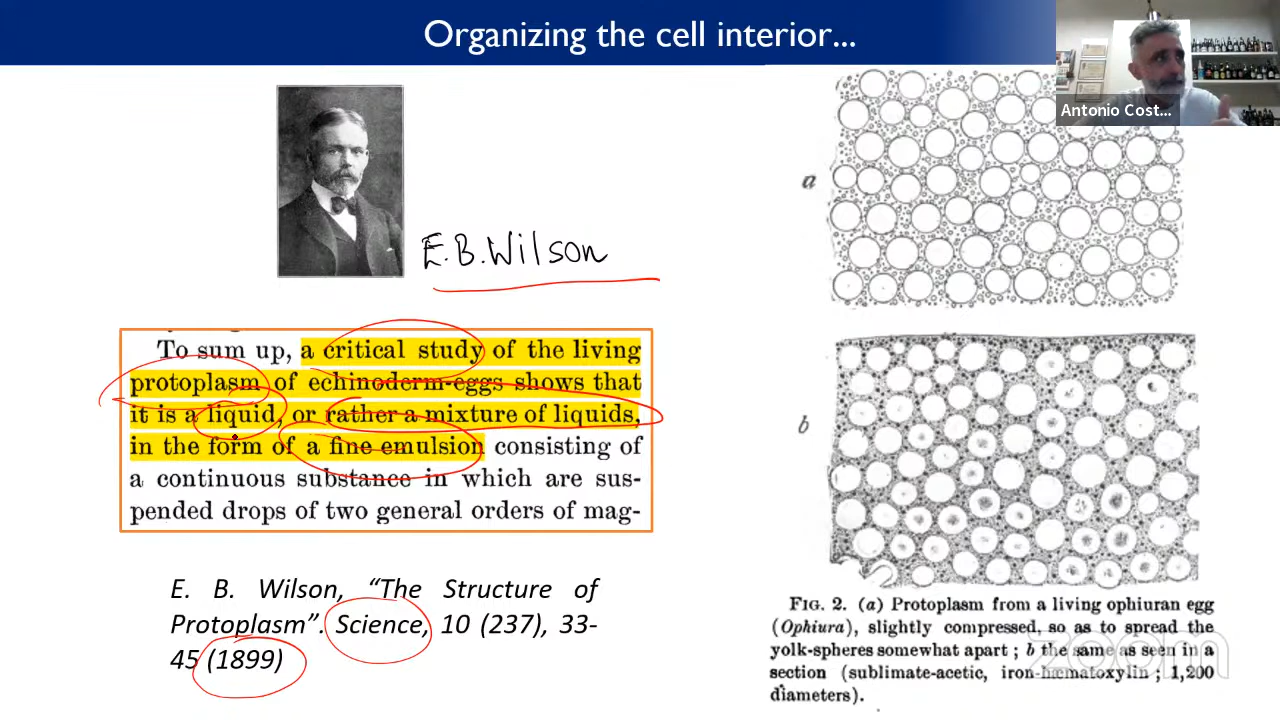 Organizing the cell interior...
Antonio Cost...
E.B.Wilson
To sum up, a critical study of the living
protoplasm of echinoderm-eggs shows that
it is a liquid, or rather a mixture of liquids,
in the form of a fine emulsion consisting of
a continuous substance in which are sus-
pended drops of two general orders of mag-
E. B. Wilson, “The Structure of
Protoplasm”. Science, 10 (237), 33-
45 (1899)
a
b
FIG. 2. (a) Protoplasm from a living ophiuran egg
(Ophiura), slightly compressed, so as to spread the
yolk-spheres somewhat apart ; b the same as seen in a
section (sublimate-acetic, iron-hæmatoxylin ; 1,200
diameters).
zoom